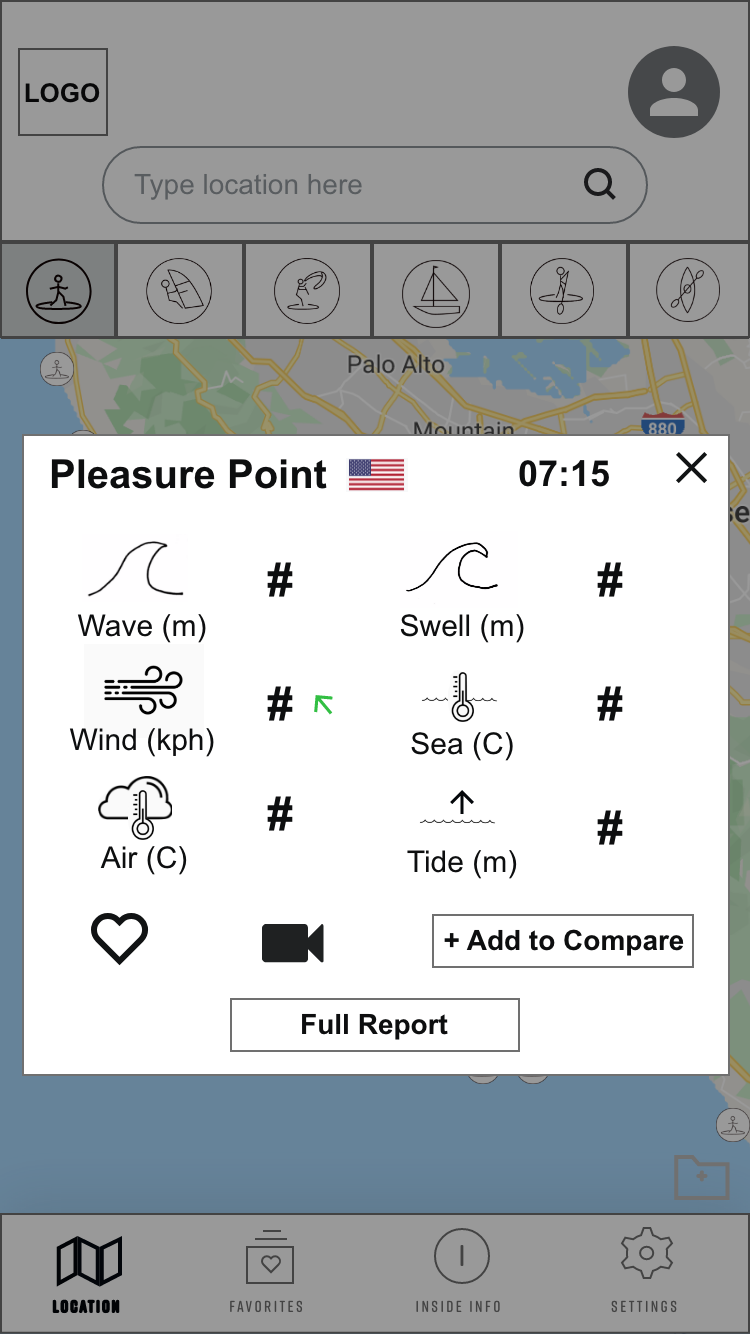 LOGO
Type location here
Palo Alto
Mountain
880
Pleasure Point
07:15
se
# #
Wave (m) Swell (m)
# #
Wind (kph) Sea (C)
# #
Air (C) Tide (m)
+ Add to Compare
Full Report
LOCATION FAVORITES INSIDE INFO SETTINGS